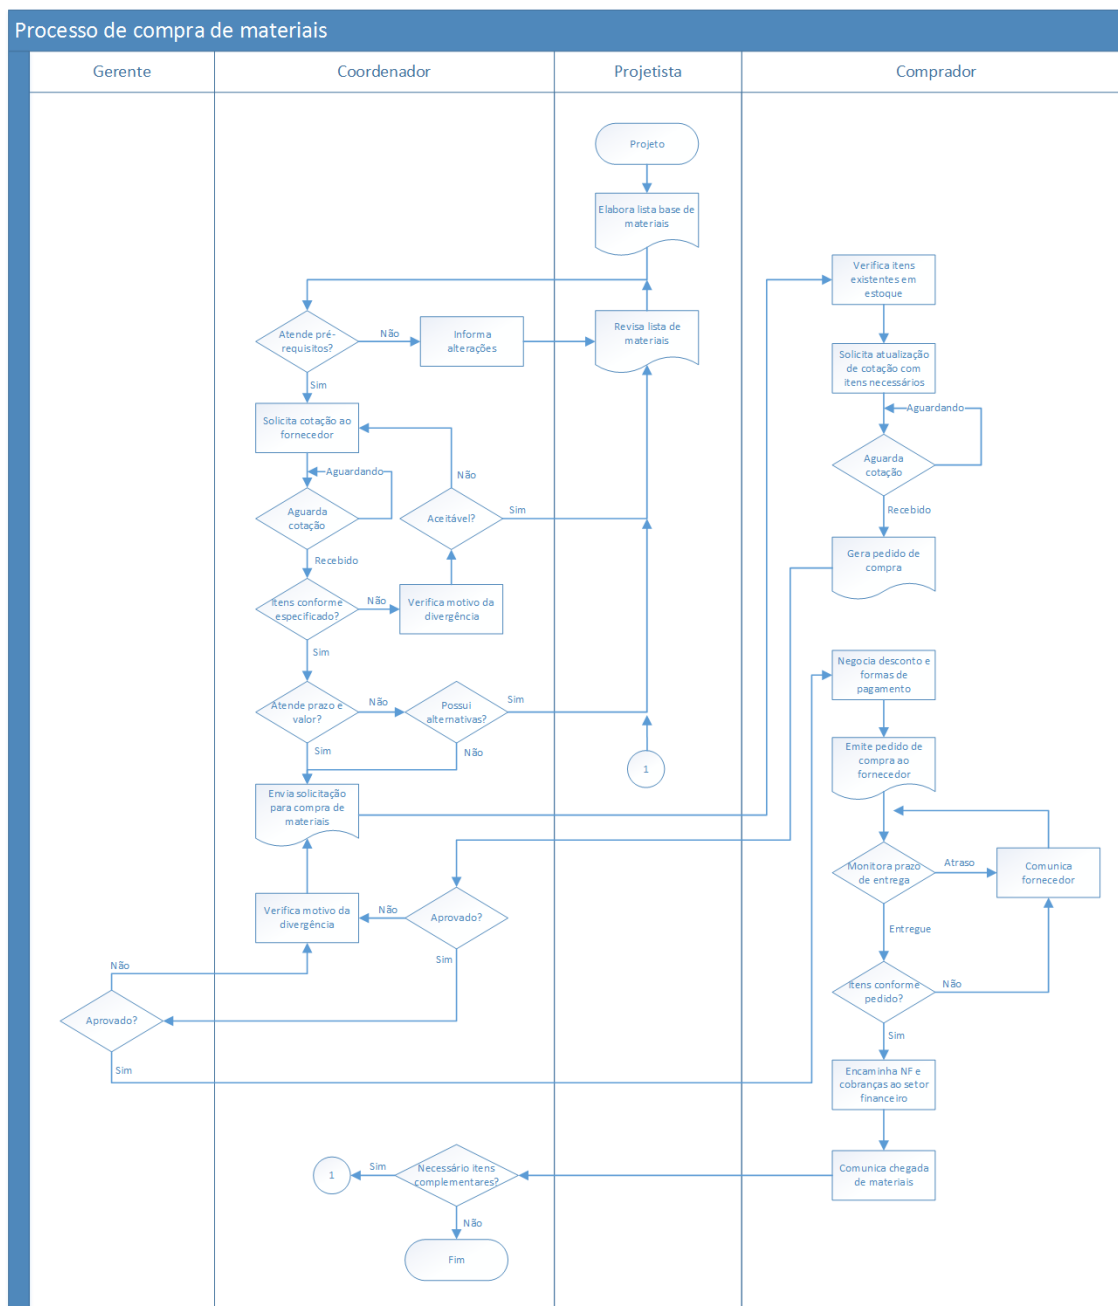 Processo de compra de materiais
Gerente
Coordenador
Projetista
Comprador
Projeto
Elabora lista base de
materiais
Verifica itens
existentes em
estoque
Atende pré-
requisitos?
Não
Informa
alterações
Revisa lista de
materiais
Sim
Solicita atualização
de cotação com
itens necessários
Solicita cotação ao
fornecedor
Aguardando
Não
Aguarda
cotação
Aguardando
Aguarda
cotação
Aceitável?
Sim
Recebido
Recebido
Gera pedido de
compra
Itens conforme
especificado?
Não
Verifica motivo da
divergência
Sim
Negocia desconto e
formas de
pagamento
Atende prazo e
valor?
Não
Possui
alternativas?
Sim
Sim
Não
Emite pedido de
compra ao
fornecedor
1
Envia solicitação
para compra de
materiais
Monitora prazo
de entrega
Atraso
Comunica
fornecedor
Verifica motivo da
divergência
Não
Aprovado?
Entregue
Sim
Não
Itens conforme
pedido?
Não
Aprovado?
Sim
Sim
Encaminha NF e
cobranças ao setor
financeiro
1
Sim
Necessário itens
complementares?
Comunica chegada
de materiais
Não
Fim